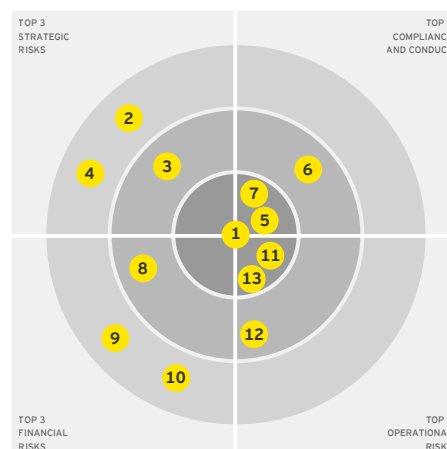 TOP 3
STRATEGIC
RISKS
TOP
COMPLIANC
AND CONDUC
2
4
3
6
7
5
1
11
8
13
12
9
10
TOP 3
FINANCIAL
RISKS
TOP
OPERATIONA
RISK